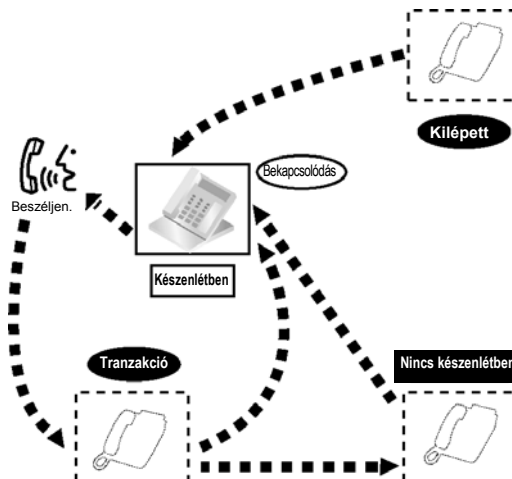 Kilépett
Bekapcsolódás
Beszéljen.
Készenlétben
Tranzakció
Nincs készenlétben